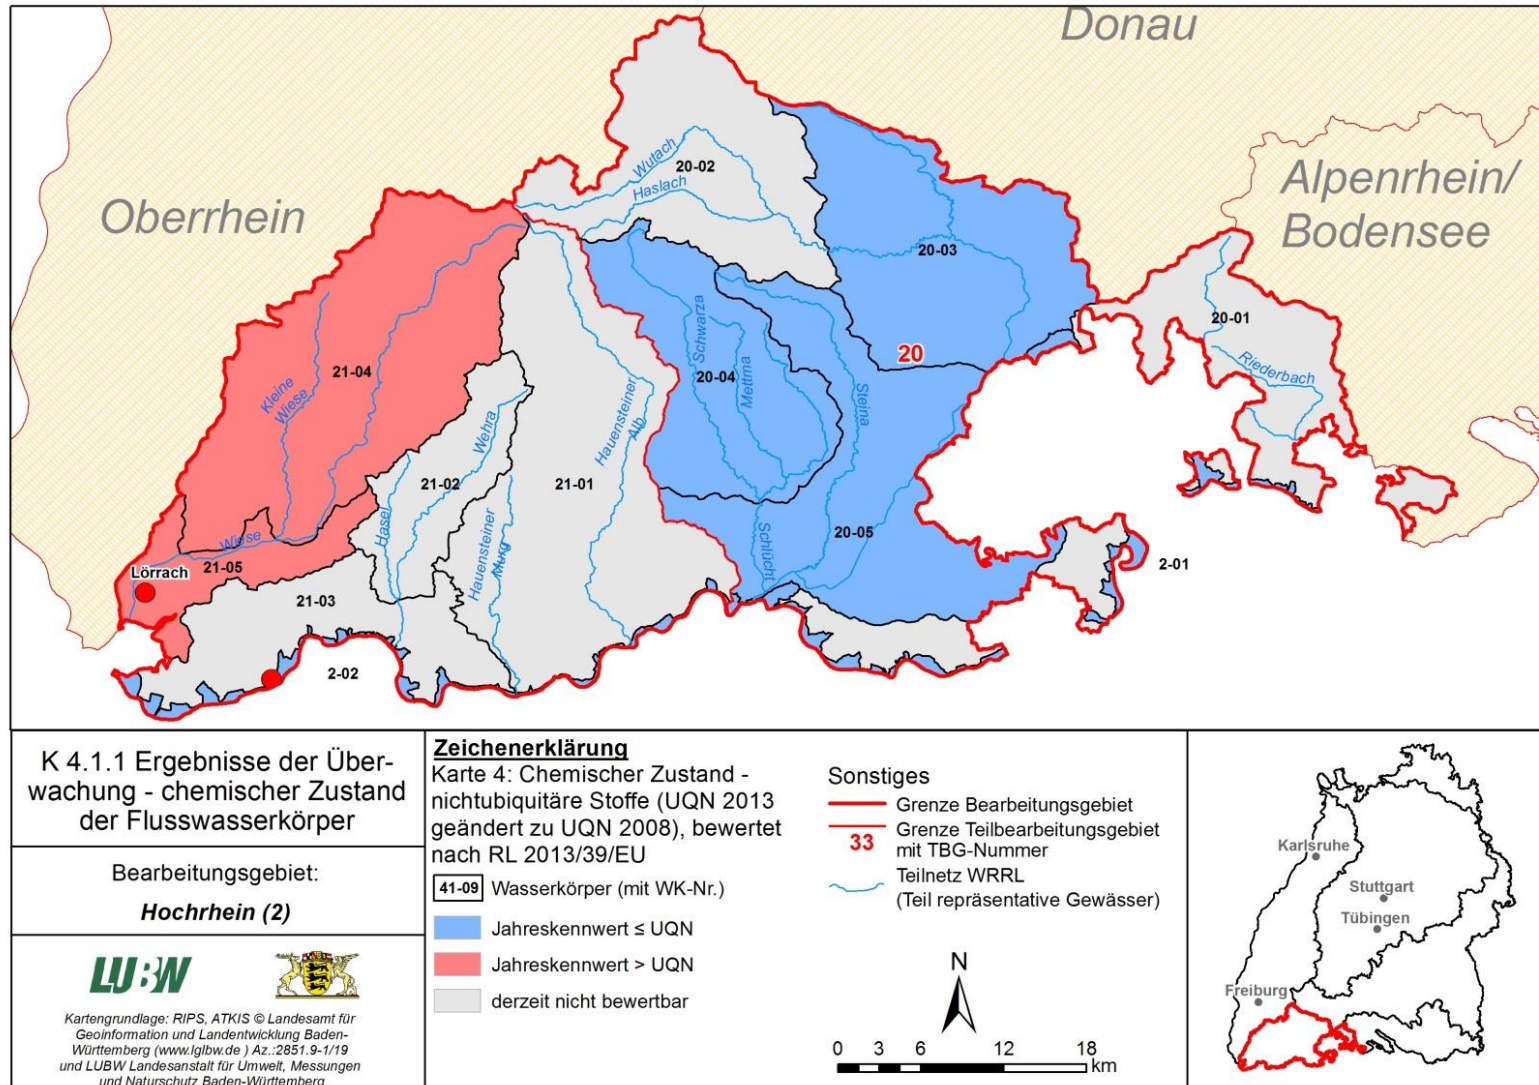 Donau
Alpenrhein/
Bodensee
Oberrhein
Wutach
20-02
Haslach
20-03
20-01
Riederbach
20
Schwarza
20-04
Mettma
Steina
21-04
Kleine
Wiese
Hauensteiner
Alb
Wehra
21-02
21-01
Hasel
Hauensteiner
Murg
Schlücht
20-05
Wiese
21-05
Lörrach
21-03
2-01
2-02
K 4.1.1 Ergebnisse der Über-
wachung - chemischer Zustand
der Flusswasserkörper
Bearbeitungsgebiet:
Hochrhein (2)
LUBW
Kartengrundlage: RIPS, ATKIS © Landesamt für
Geoinformation und Landentwicklung Baden-
Württemberg (www.lglbw.de ) Az.:2851.9-1/19
und LUBW Landesanstalt für Umwelt, Messungen
und Naturschutz Baden-Württemberg
Zeichenerklärung
Karte 4: Chemischer Zustand -
nichtubiquitäre Stoffe (UQN 2013
geändert zu UQN 2008), bewertet
nach RL 2013/39/EU
41-09 Wasserkörper (mit WK-Nr.)
Jahreskennwert ≤ UQN
Jahreskennwert > UQN
derzeit nicht bewertbar
Sonstiges
Grenze Bearbeitungsgebiet
Grenze Teilbearbeitungsgebiet
33 mit TBG-Nummer
Teilnetz WRRL
(Teil repräsentative Gewässer)
N
0 3 6 12 18
km
Karlsruhe
Stuttgart
Tübingen
Freiburg